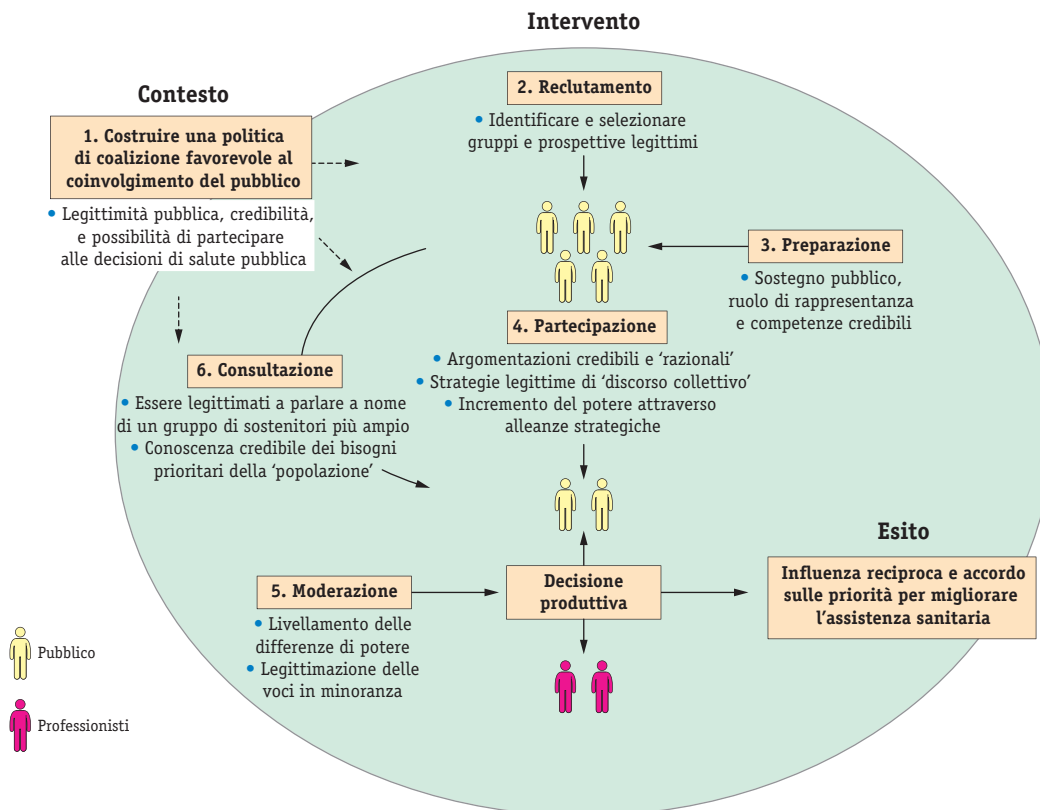 Intervento
Contesto
1. Costruire una politica
di coalizione favorevole al
coinvolgimento del pubblico
• Legittimità pubblica, credibilità,
e possibilità di partecipare
alle decisioni di salute pubblica
2. Reclutamento
• Identificare e selezionare
gruppi e prospettive legittimi
3. Preparazione
• Sostegno pubblico,
ruolo di rappresentanza
e competenze credibili
4. Partecipazione
• Argomentazioni credibili e ‘razionali’
• Strategie legittime di ‘discorso collettivo’
• Incremento del potere attraverso
alleanze strategiche
6. Consultazione
• Essere legittimati a parlare a nome
di un gruppo di sostenitori più ampio
• Conoscenza credibile dei bisogni
prioritari della ‘popolazione’
5. Moderazione
• Livellamento delle
differenze di potere
• Legittimazione delle
voci in minoranza
Decisione
produttiva
Esito
Influenza reciproca e accordo
sulle priorità per migliorare
l’assistenza sanitaria
Pubblico
Professionisti